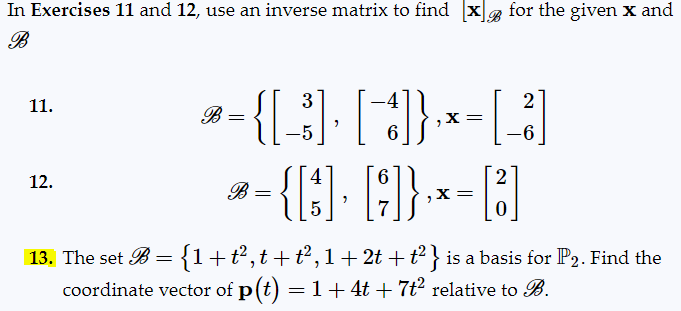 In Exercises 11 and 12, use an inverse matrix to find [x]_ℬ for the given x and
ℬ
11. ℬ = {[3 -5], [-4 6]}, x = [2 -6]
12. ℬ = {[4 5], [6 7]}, x = [2 0]
13. The set ℬ = {1 + t², t + t², 1 + 2t + t²} is a basis for ℙ₂. Find the
coordinate vector of p(t) = 1 + 4t + 7t² relative to ℬ.